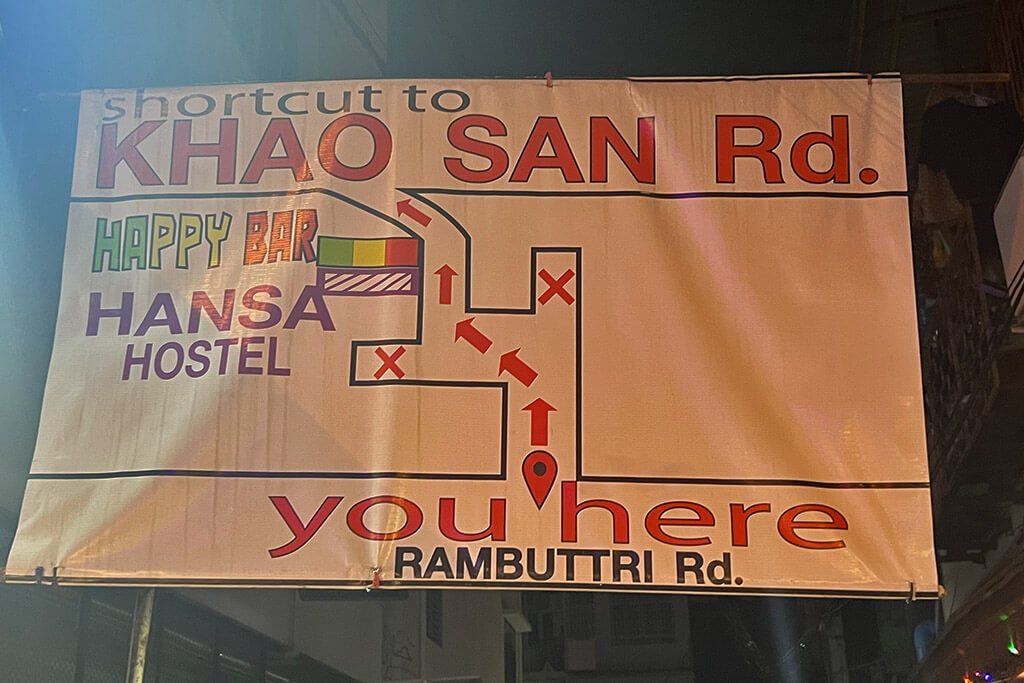 shortcut to
KHAO SAN Rd.
HAPPY BAR
HANSA
HOSTEL
you here
RAMBUTTRI Rd.